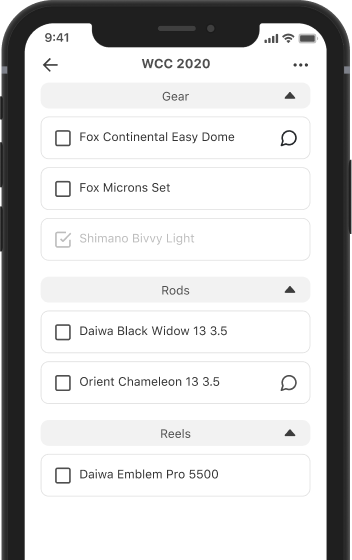 9:41
WCC 2020
Gear
Fox Continental Easy Dome
Fox Microns Set
Shimano Bivvy Light
Rods
Daiwa Black Widow 13 3.5
Orient Chameleon 13 3.5
Reels
Daiwa Emblem Pro 5500